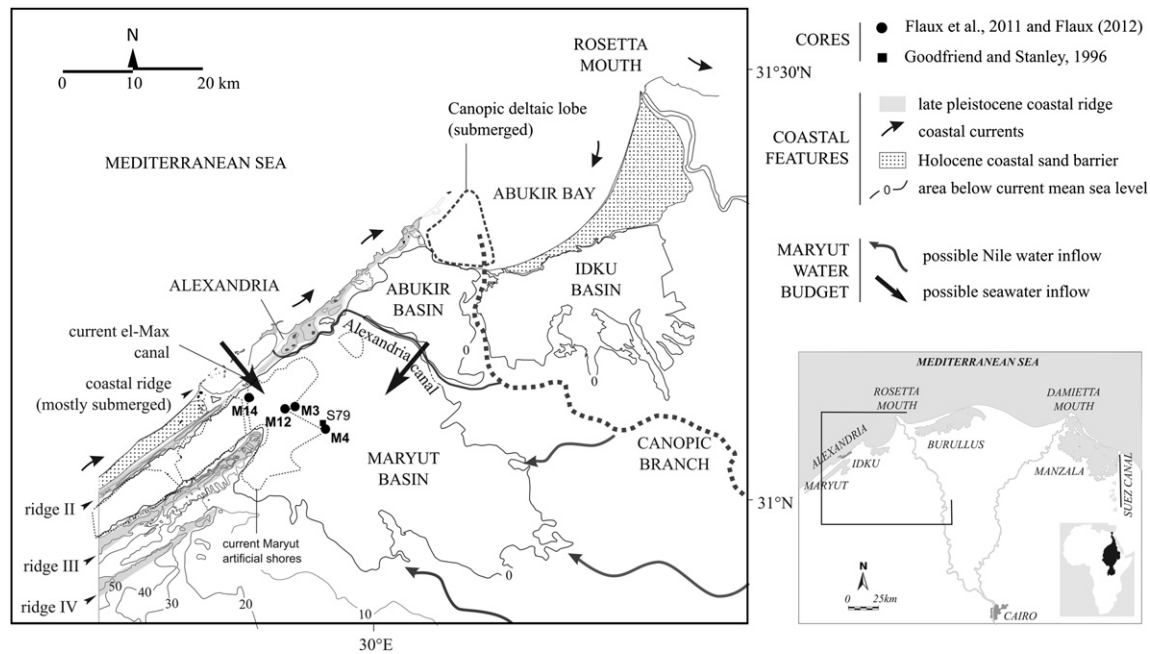 N
0
10
20 km
MEDITERRANEAN SEA
ROSETTA
MOUTH
31°30'N
Canopic deltaic lobe
(submerged)
ABUKIR BAY
ALEXANDRIA
ABUKIR
BASIN
IDKU
BASIN
current el-Max
canal
Alexandria canal
0
0
coastal ridge
(mostly submerged)
M14
M12
M3
S79
M4
MARYUT
BASIN
CANOPIC
BRANCH
31°N
ridge II
ridge III
ridge IV
current Maryut
artificial shores
0
50
40
30
20
10
30°E
CORES
Flaux et al., 2011 and Flaux (2012)
Goodfriend and Stanley, 1996
COASTAL
FEATURES
late pleistocene coastal ridge
coastal currents
Holocene coastal sand barrier
0
area below current mean sea level
MARYUT
WATER
BUDGET
possible Nile water inflow
possible seawater inflow
MEDITERRANEAN SEA
ROSETTA
MOUTH
DAMIETTA
MOUTH
ALEXANDRIA
BURULLUS
IDKU
MARYUT
MANZALA
SUEZ CANAL
N
0
25km
CAIRO